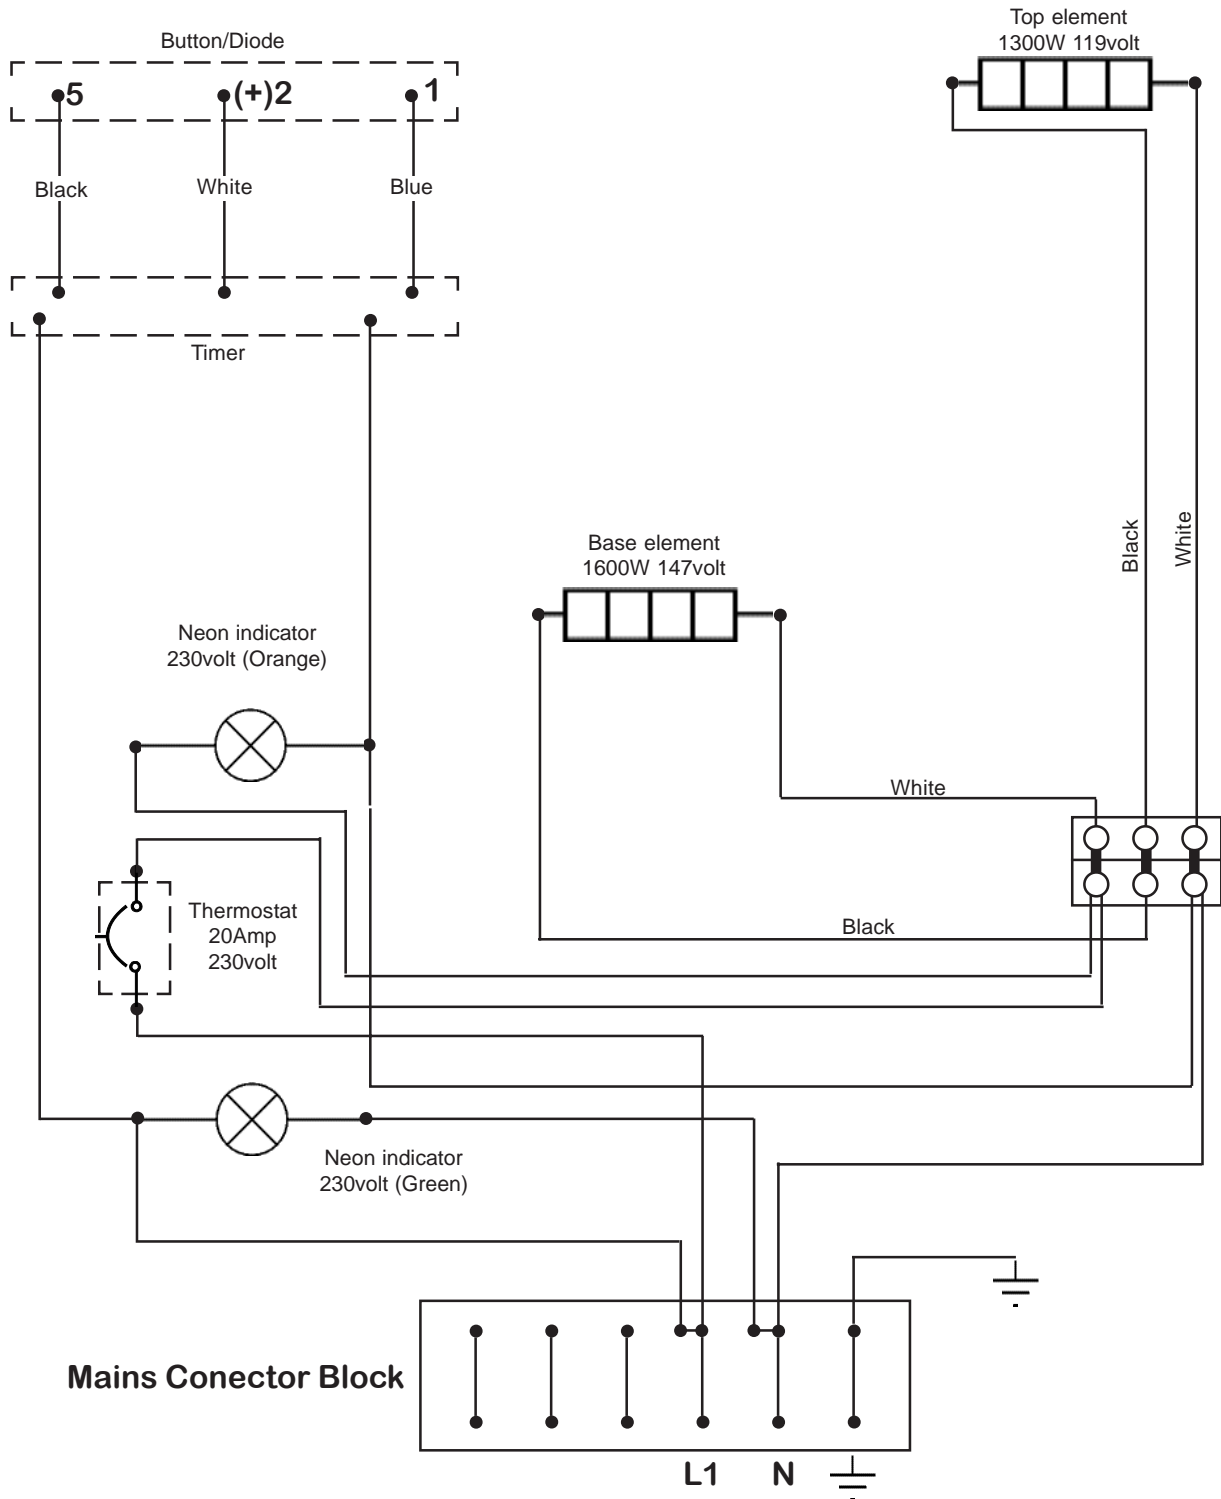 Top element
1300W 119volt
Button/Diode
5
(+)2
1
Black
White
Blue
Timer
Black
White
Base element
1600W 147volt
Neon indicator
230volt (Orange)
White
Thermostat
20Amp
230volt
Black
Neon indicator
230volt (Green)
Mains Conector Block
L1
N